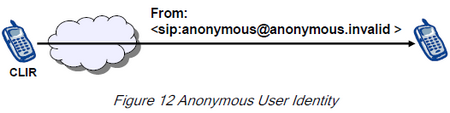 From:
<sip:anonymous@anonymous.invalid >
CLIR
Figure 12 Anonymous User Identity